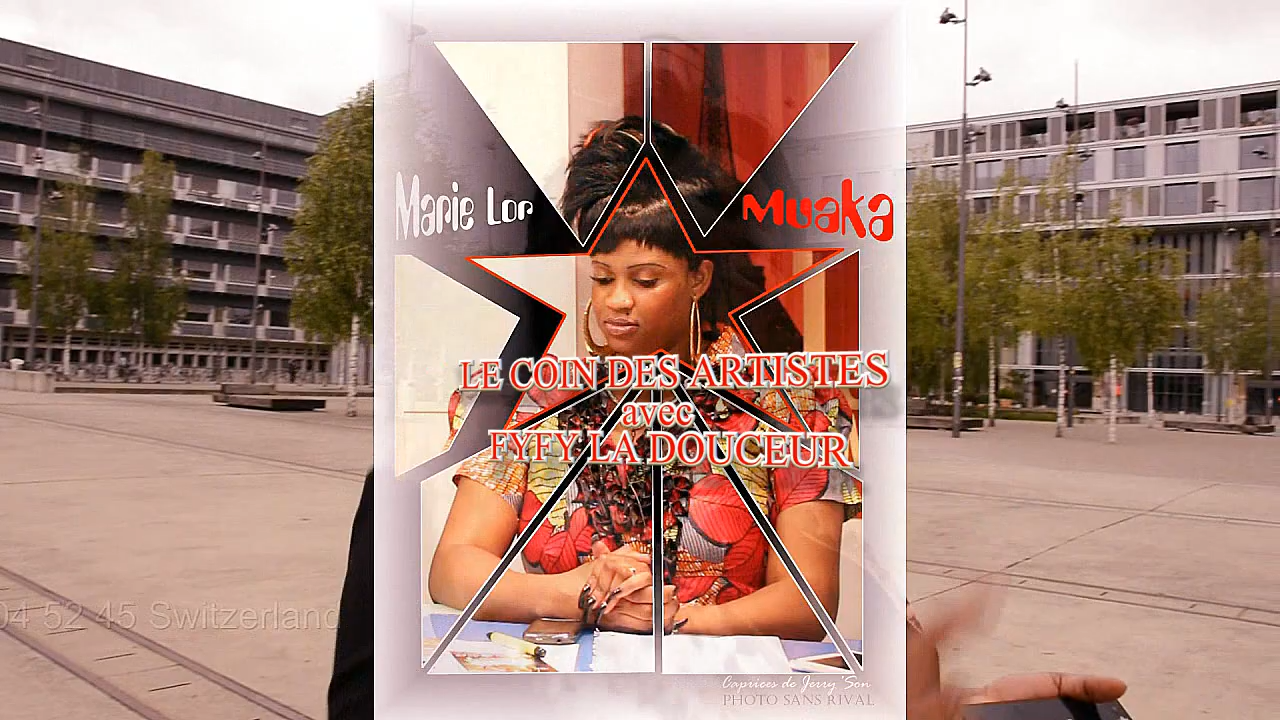 Marie Lor
Muaka
LE COIN DES ARTISTES
avec
FYFY LA DOUCEUR
04 52 45 Switzerland
Caprices de Jerry'Son
PHOTO SANS RIVAL